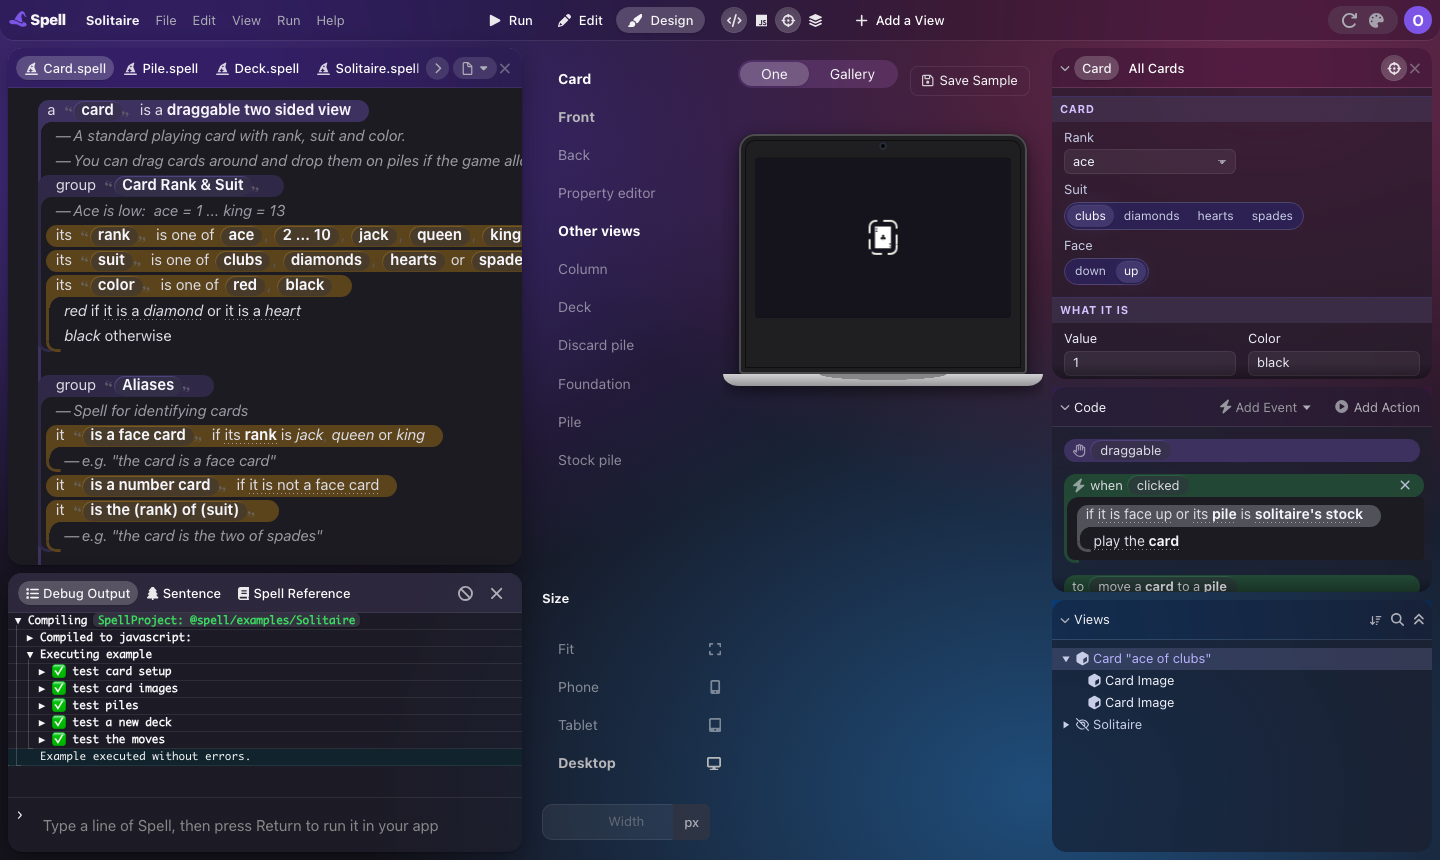 Spell Solitaire File Edit View Run Help
Run Edit Design
Add a View
O
Card.spell Pile.spell Deck.spell Solitaire.spell
a “ card „ is a draggable two sided view
— A standard playing card with rank, suit and color.
— You can drag cards around and drop them on piles if the game
group “ Card Rank & Suit „
— Ace is low: ace = 1 ... king = 13
its “ rank „ is one of ace , 2 ... 10 , jack , queen , king
its “ suit „ is one of clubs , diamonds , hearts or spade
its “ color „ is one of red , black
red if it is a diamond or it is a heart
black otherwise
group “ Aliases „
— Spell for identifying cards
it “ is a face card „ if its rank is jack, queen or king
— e.g. "the card is a face card"
it “ is a number card „ if it is not a face card
it “ is the (rank) of (suit) „
— e.g. "the card is the two of spades"
Debug Output Sentence Spell Reference
Compiling SpellProject: @spell/examples/Solitaire
Compiled to javascript:
Executing example
✅ test card setup
✅ test card images
✅ test piles
✅ test a new deck
✅ test the moves
Example executed without errors.
Type a line of Spell, then press Return to run it in your app
Card
Front
Back
Property editor
Other views
Column
Deck
Discard pile
Foundation
Pile
Stock pile
One Gallery
Save Sample
Size
Fit
Phone
Tablet
Desktop
Width px
Card All Cards
CARD
Rank
ace
Suit
clubs diamonds hearts spades
Face
down up
WHAT IT IS
Value Color
1 black
Code Add Event Add Action
draggable
when clicked
if it is face up or its pile is solitaire's stock
play the card
to move a card to a pile
Views
Card "ace of clubs"
Card Image
Card Image
Solitaire